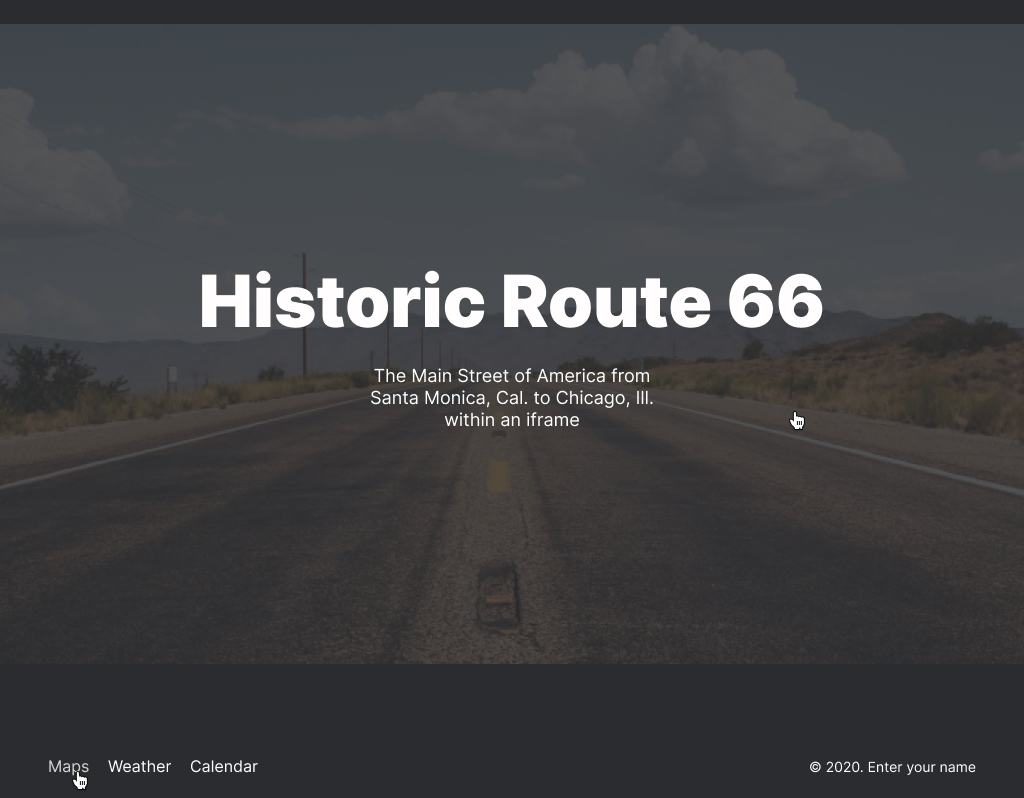 Historic Route 66
The Main Street of America from
Santa Monica, Cal. to Chicago, Ill.
within an iframe
Maps Weather Calendar
© 2020. Enter your name